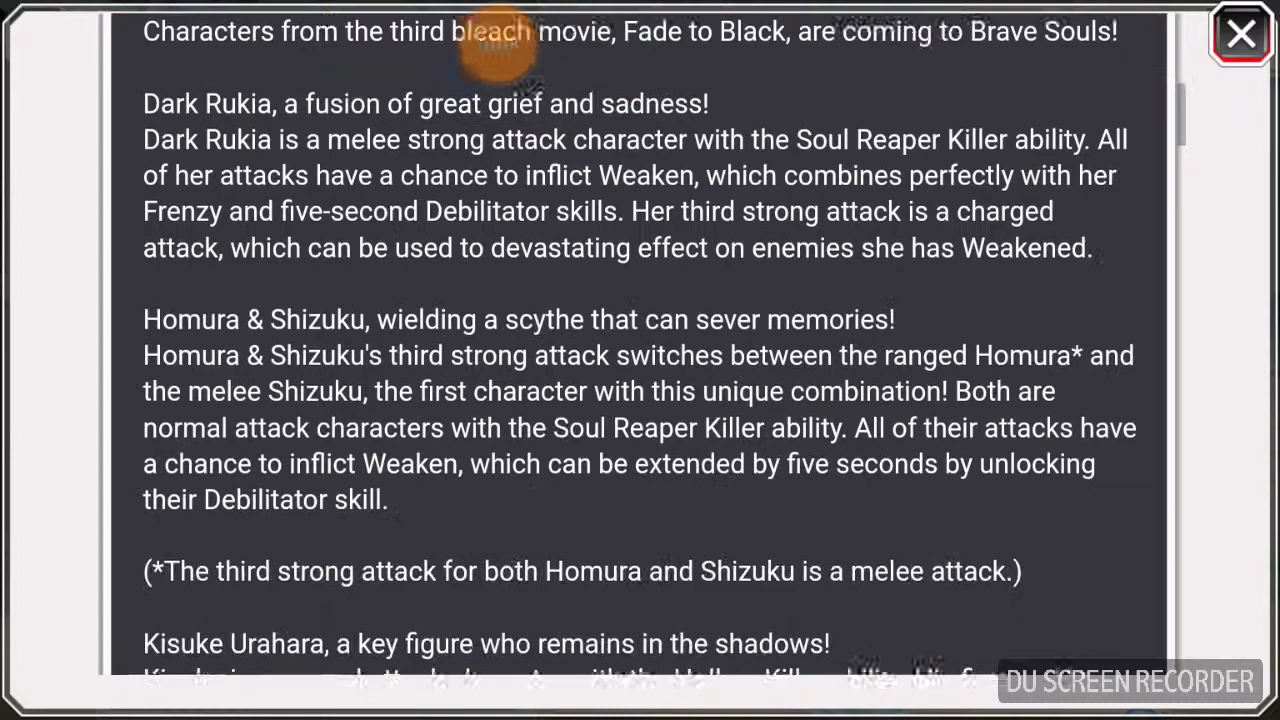 Characters from the third bleach movie, Fade to Black, are coming to Brave Souls!
Dark Rukia, a fusion of great grief and sadness!
Dark Rukia is a melee strong attack character with the Soul Reaper Killer ability. All
of her attacks have a chance to inflict Weaken, which combines perfectly with her
Frenzy and five-second Debilitator skills. Her third strong attack is a charged
attack, which can be used to devastating effect on enemies she has Weakened.
Homura & Shizuku, wielding a scythe that can sever memories!
Homura & Shizuku's third strong attack switches between the ranged Homura* and
the melee Shizuku, the first character with this unique combination! Both are
normal attack characters with the Soul Reaper Killer ability. All of their attacks have
a chance to inflict Weaken, which can be extended by five seconds by unlocking
their Debilitator skill.
(*The third strong attack for both Homura and Shizuku is a melee attack.)
Kisuke Urahara, a key figure who remains in the shadows!
DU SCREEN RECORDER